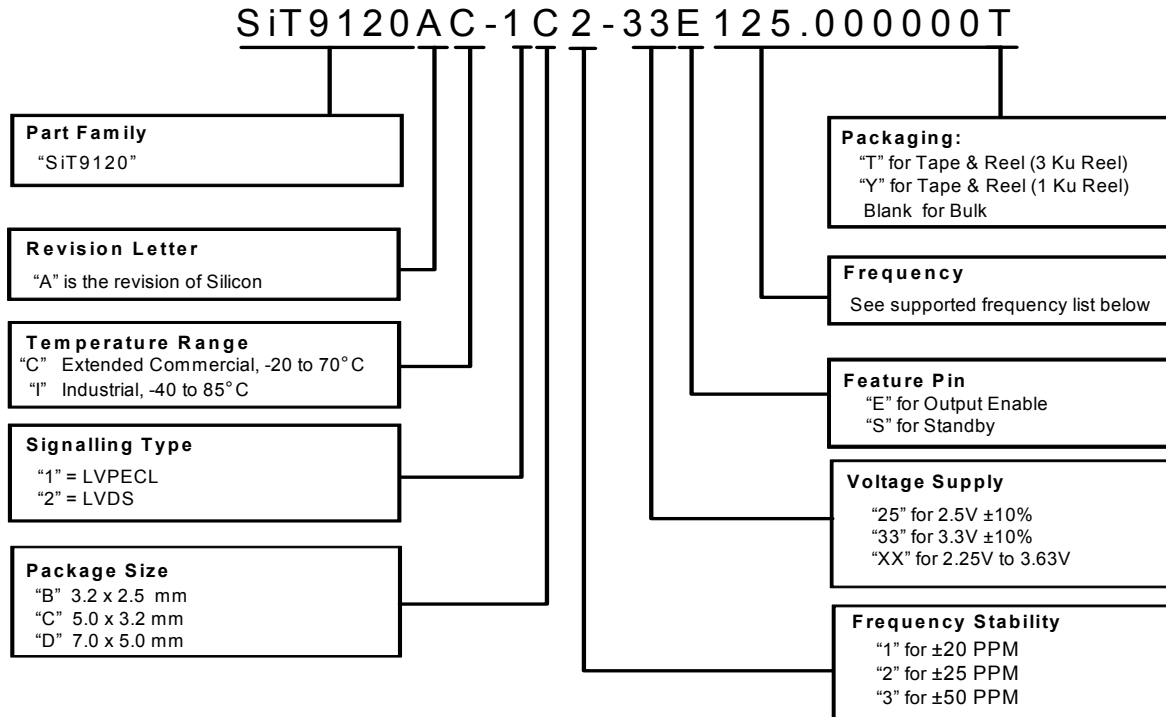 SiT9120AC-1C2-33E125.000000T
Part Family
“SiT9120”
Revision Letter
“A” is the revision of Silicon
Temperature Range
“C” Extended Commercial, -20 to 70°C
“I” Industrial, -40 to 85°C
Signalling Type
“1” = LVPECL
“2” = LVDS
Package Size
“B” 3.2 x 2.5 mm
“C” 5.0 x 3.2 mm
“D” 7.0 x 5.0 mm
Packaging:
“T” for Tape & Reel (3 Ku Reel)
“Y” for Tape & Reel (1 Ku Reel)
Blank for Bulk
Frequency
See supported frequency list below
Feature Pin
“E” for Output Enable
“S” for Standby
Voltage Supply
“25” for 2.5V ±10%
“33” for 3.3V ±10%
“XX” for 2.25V to 3.63V
Frequency Stability
“1” for ±20 PPM
“2” for ±25 PPM
“3” for ±50 PPM